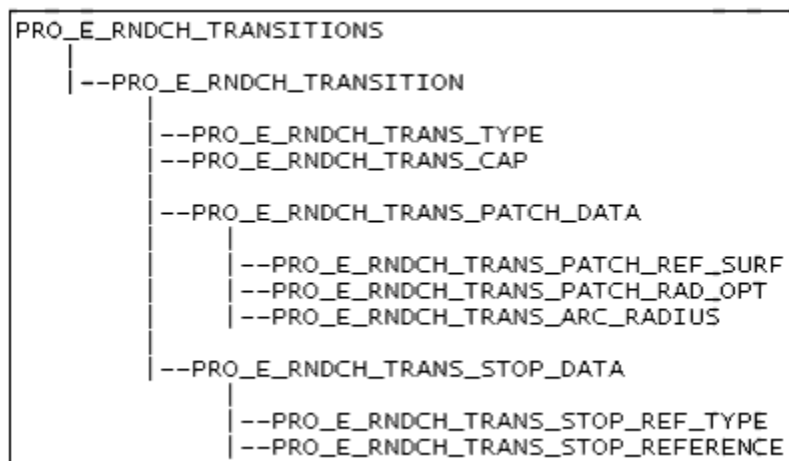 PRO_E_RNDCH_TRANSITIONS
|
|--PRO_E_RNDCH_TRANSITION
|
|--PRO_E_RNDCH_TRANS_TYPE
|--PRO_E_RNDCH_TRANS_CAP
|
|--PRO_E_RNDCH_TRANS_PATCH_DATA
| |
| |--PRO_E_RNDCH_TRANS_PATCH_REF_SURF
| |--PRO_E_RNDCH_TRANS_PATCH_RAD_OPT
| |--PRO_E_RNDCH_TRANS_ARC_RADIUS
|
|--PRO_E_RNDCH_TRANS_STOP_DATA
|
|--PRO_E_RNDCH_TRANS_STOP_REF_TYPE
|--PRO_E_RNDCH_TRANS_STOP_REFERENCE